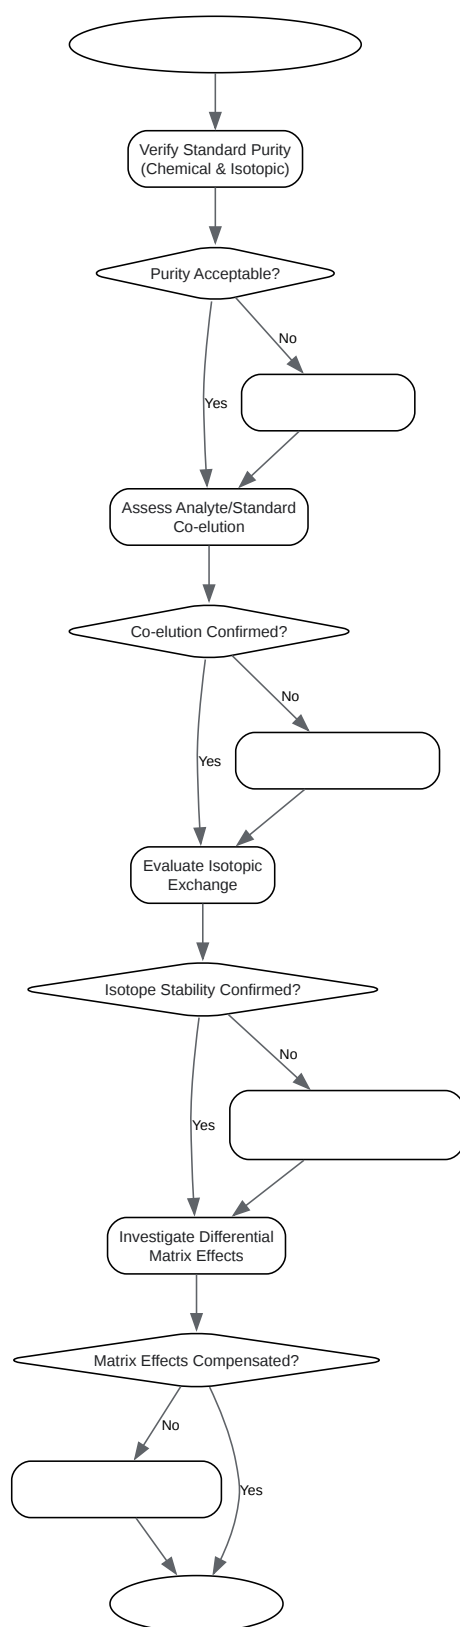 Verify Standard Purity
(Chemical & Isotopic)
Purity Acceptable?
No
Yes
Assess Analyte/Standard
Co-elution
Co-elution Confirmed?
No
Yes
Evaluate Isotopic
Exchange
Isotope Stability Confirmed?
No
Yes
Investigate Differential
Matrix Effects
Matrix Effects Compensated?
No
Yes